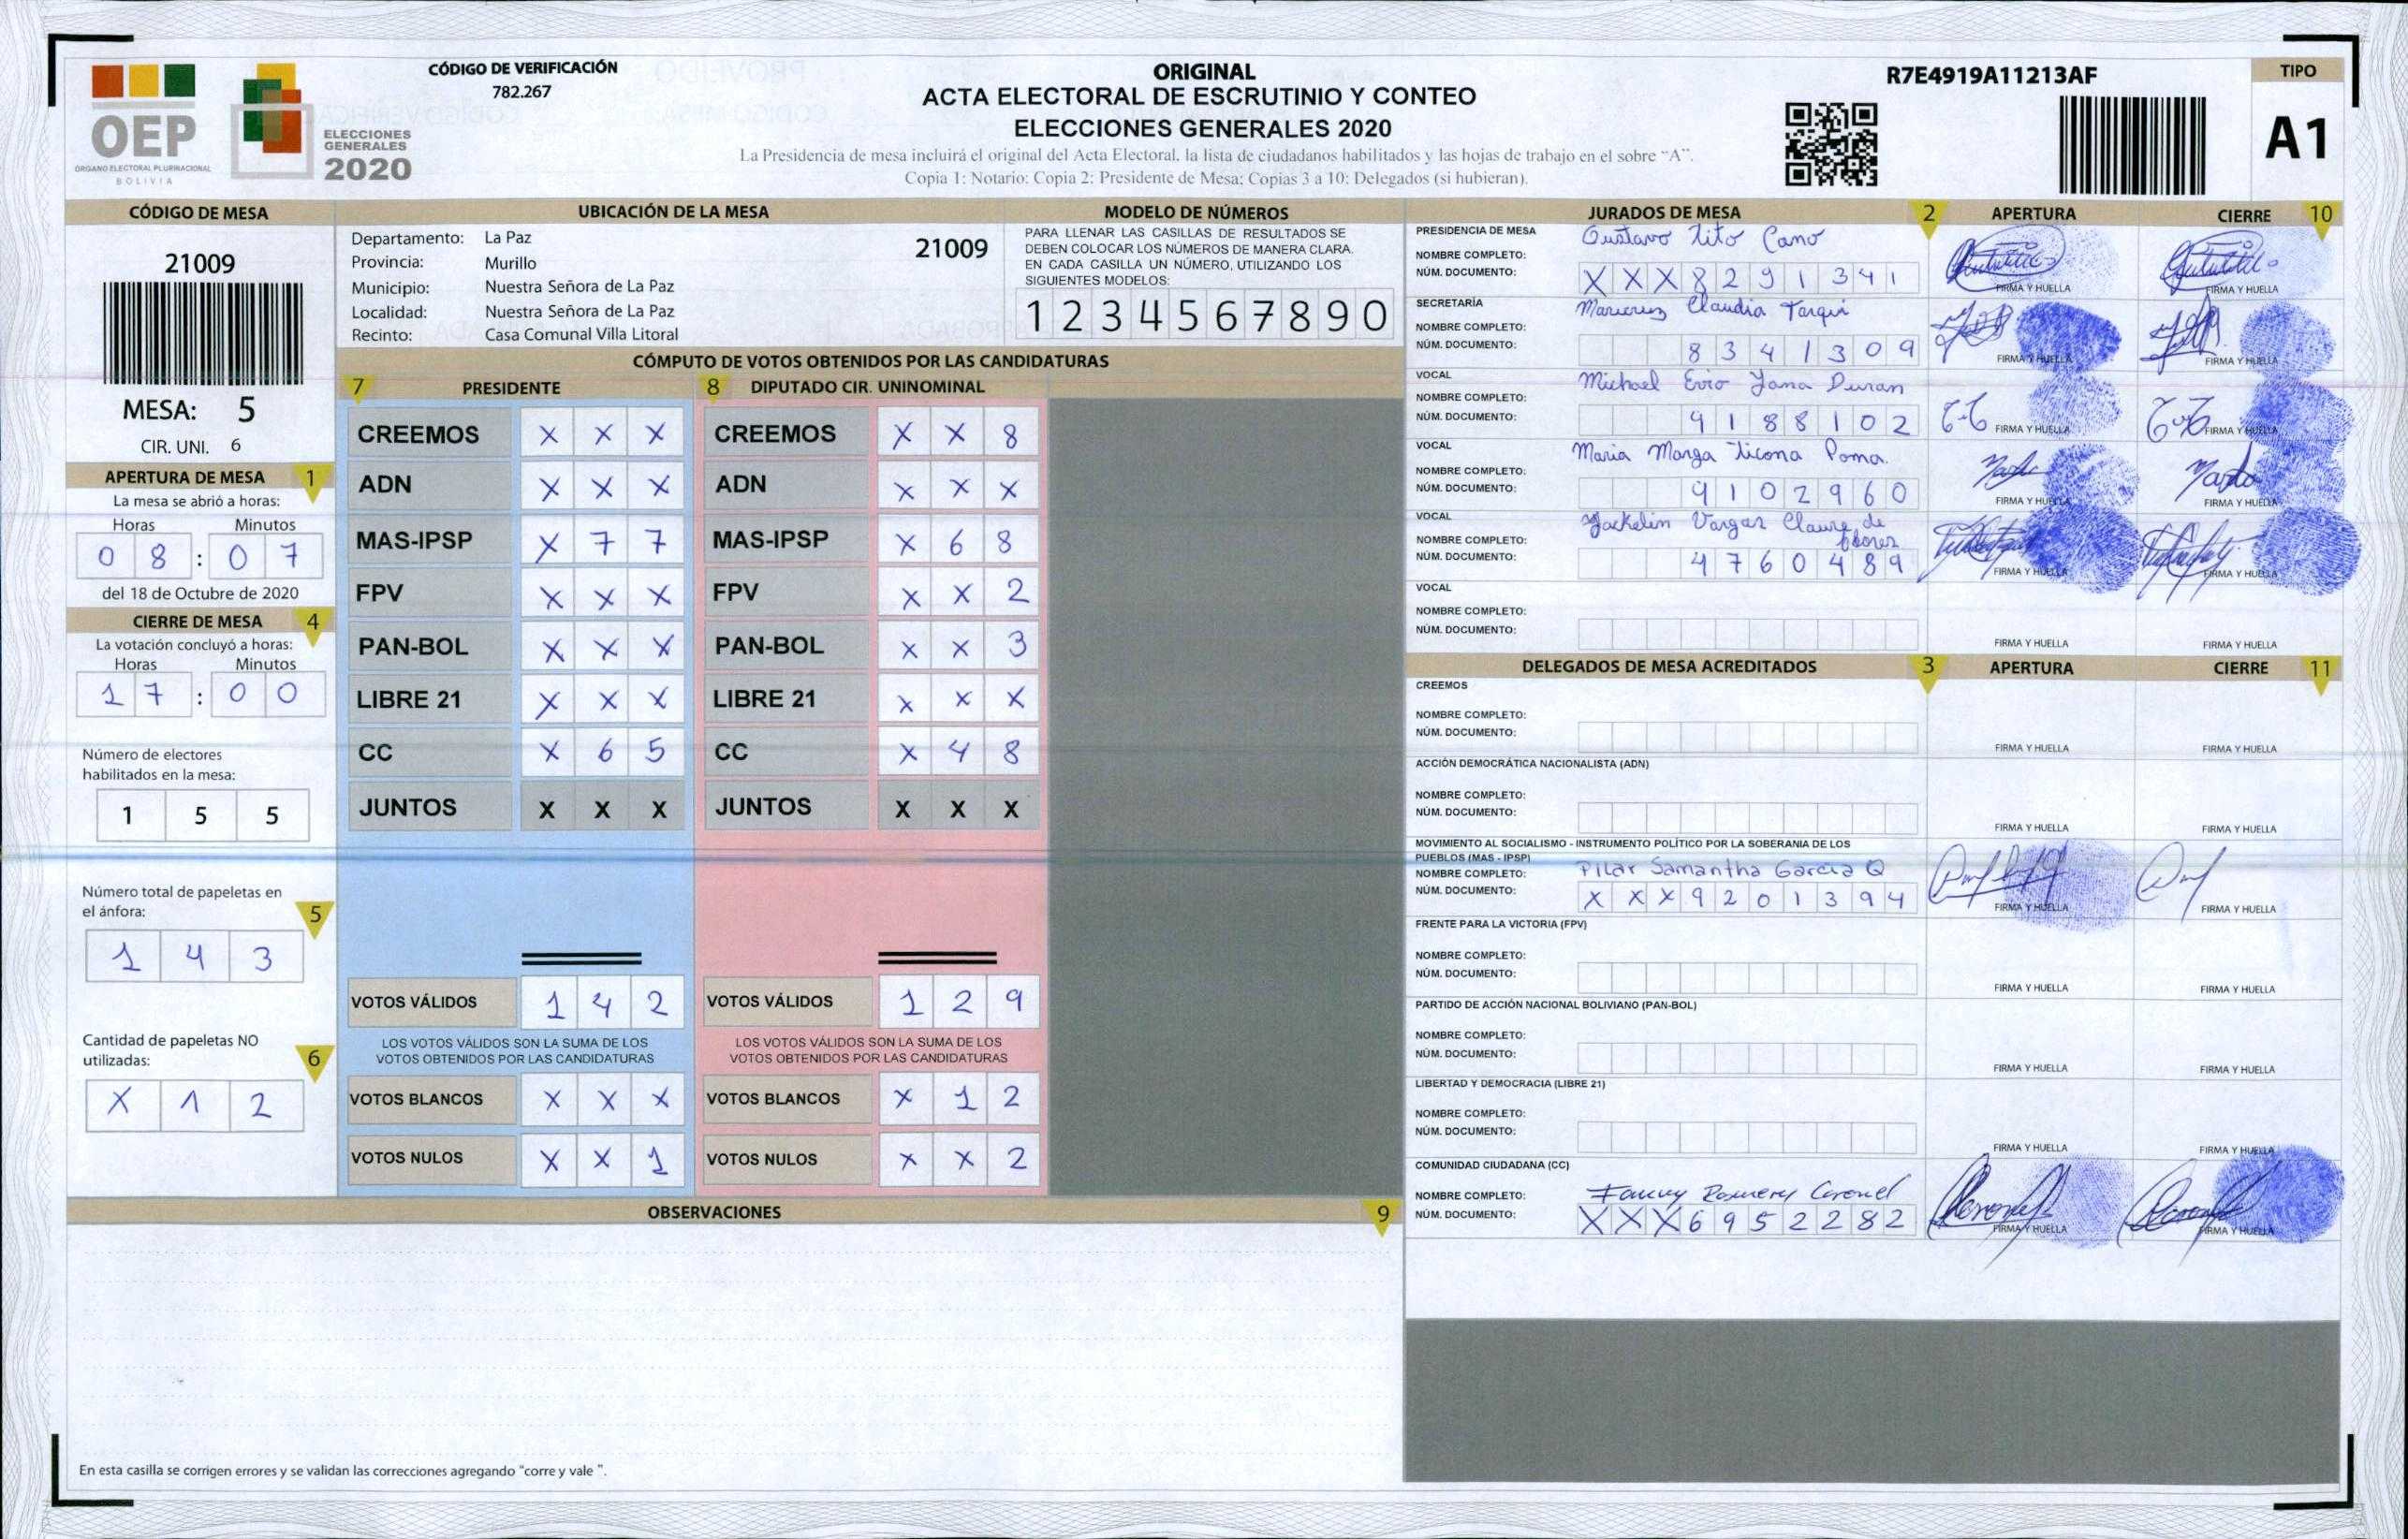 OEP
ÓRGANO ELECTORAL PLURINACIONAL
BOLIVIA
ELECCIONES
GENERALES
2020
CÓDIGO DE VERIFICACIÓN
782.267
ORIGINAL
ACTA ELECTORAL DE ESCRUTINIO Y CONTEO
ELECCIONES GENERALES 2020
La Presidencia de mesa incluirá el original del Acta Electoral, la lista de ciudadanos habilitados y las hojas de trabajo en el sobre "A".
Copia 1: Notario; Copia 2: Presidente de Mesa; Copias 3 a 10: Delegados (si hubieran).
R7E4919A11213AF
TIPO
A1
CÓDIGO DE MESA
21009
MESA: 5
CIR. UNI. 6
APERTURA DE MESA 1
La mesa se abrió a horas:
Horas Minutos
0 8 : 0 7
del 18 de Octubre de 2020
CIERRE DE MESA 4
La votación concluyó a horas:
Horas Minutos
1 7 : 0 0
Número de electores
habilitados en la mesa:
1 5 5
Número total de papeletas en
el ánfora: 5
1 4 3
Cantidad de papeletas NO
utilizadas: 6
X 1 2
UBICACIÓN DE LA MESA
Departamento: La Paz
21009
Provincia: Murillo
Municipio: Nuestra Señora de La Paz
Localidad: Nuestra Señora de La Paz
Recinto: Casa Comunal Villa Litoral
MODELO DE NÚMEROS
PARA LLENAR LAS CASILLAS DE RESULTADOS SE
DEBEN COLOCAR LOS NÚMEROS DE MANERA CLARA.
EN CADA CASILLA UN NÚMERO, UTILIZANDO LOS
SIGUIENTES MODELOS:
1 2 3 4 5 6 7 8 9 0
CÓMPUTO DE VOTOS OBTENIDOS POR LAS CANDIDATURAS
7 PRESIDENTE
CREEMOS X X X
ADN X X X
MAS-IPSP X 7 7
FPV X X X
PAN-BOL X X X
LIBRE 21 X X X
CC X 6 5
JUNTOS X X X
VOTOS VÁLIDOS 1 4 2
LOS VOTOS VÁLIDOS SON LA SUMA DE LOS
VOTOS OBTENIDOS POR LAS CANDIDATURAS
VOTOS BLANCOS X X X
VOTOS NULOS X X 1
8 DIPUTADO CIR. UNINOMINAL
CREEMOS X X 8
ADN X X X
MAS-IPSP X 6 8
FPV X X 2
PAN-BOL X X 3
LIBRE 21 X X X
CC X 4 8
JUNTOS X X X
VOTOS VÁLIDOS 1 2 9
LOS VOTOS VÁLIDOS SON LA SUMA DE LOS
VOTOS OBTENIDOS POR LAS CANDIDATURAS
VOTOS BLANCOS X 1 2
VOTOS NULOS X X 2
OBSERVACIONES 9
En esta casilla se corrigen errores y se validan las correcciones agregando "corre y vale ".
JURADOS DE MESA 2 APERTURA CIERRE 10
PRESIDENCIA DE MESA
NOMBRE COMPLETO: Gustavo Tito Cano
NÚM. DOCUMENTO: X X X 8 2 9 1 3 4 1
FIRMA Y HUELLA FIRMA Y HUELLA
SECRETARÍA
NOMBRE COMPLETO: Maricruz Claudia Tarqui
NÚM. DOCUMENTO: 8 3 4 1 3 0 9
FIRMA Y HUELLA FIRMA Y HUELLA
VOCAL
NOMBRE COMPLETO: Michael Evio Yana Duran
NÚM. DOCUMENTO: 9 1 8 8 1 0 2
FIRMA Y HUELLA FIRMA Y HUELLA
VOCAL
NOMBRE COMPLETO: Maria Marga Ticona Poma.
NÚM. DOCUMENTO: 9 1 0 2 9 6 0
FIRMA Y HUELLA FIRMA Y HUELLA
VOCAL
NOMBRE COMPLETO: Jackelin Vargas Claure de
flores
NÚM. DOCUMENTO: 4 7 6 0 4 8 9
FIRMA Y HUELLA FIRMA Y HUELLA
VOCAL
NOMBRE COMPLETO:
NÚM. DOCUMENTO:
FIRMA Y HUELLA FIRMA Y HUELLA
DELEGADOS DE MESA ACREDITADOS 3 APERTURA CIERRE 11
CREEMOS
NOMBRE COMPLETO:
NÚM. DOCUMENTO:
FIRMA Y HUELLA FIRMA Y HUELLA
ACCIÓN DEMOCRÁTICA NACIONALISTA (ADN)
NOMBRE COMPLETO:
NÚM. DOCUMENTO:
FIRMA Y HUELLA FIRMA Y HUELLA
MOVIMIENTO AL SOCIALISMO - INSTRUMENTO POLÍTICO POR LA SOBERANIA DE LOS
PUEBLOS (MAS - IPSP)
NOMBRE COMPLETO: Pilar Samantha Garcia Q
NÚM. DOCUMENTO: X X X 9 2 0 1 3 9 4
FIRMA Y HUELLA FIRMA Y HUELLA
FRENTE PARA LA VICTORIA (FPV)
NOMBRE COMPLETO:
NÚM. DOCUMENTO:
FIRMA Y HUELLA FIRMA Y HUELLA
PARTIDO DE ACCIÓN NACIONAL BOLIVIANO (PAN-BOL)
NOMBRE COMPLETO:
NÚM. DOCUMENTO:
FIRMA Y HUELLA FIRMA Y HUELLA
LIBERTAD Y DEMOCRACIA (LIBRE 21)
NOMBRE COMPLETO:
NÚM. DOCUMENTO:
FIRMA Y HUELLA FIRMA Y HUELLA
COMUNIDAD CIUDADANA (CC)
NOMBRE COMPLETO: Fanny Romery Coronel
NÚM. DOCUMENTO: X X X 6 9 5 2 2 8 2
FIRMA Y HUELLA FIRMA Y HUELLA